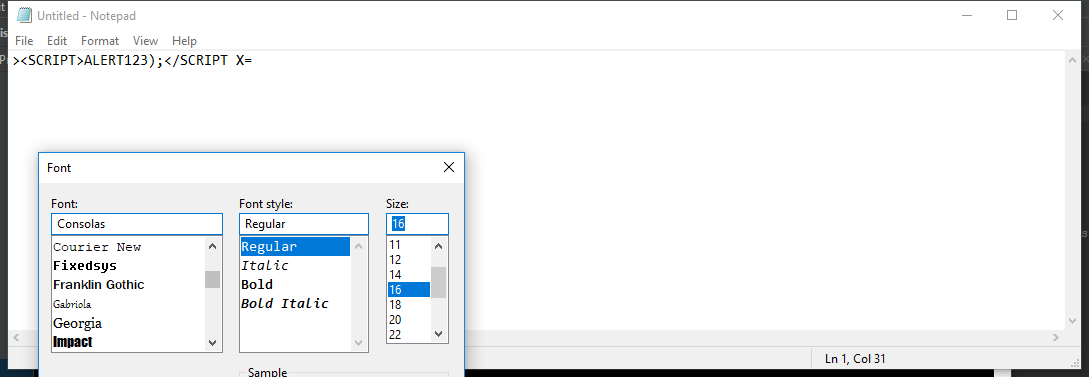 Untitled - Notepad
File Edit Format View Help
><SCRIPT>ALERT123);</SCRIPT X=
Font
Font: Font style: Size:
Consolas Regular 16
Courier New
Fixedsys
Franklin Gothic
Gabriola
Georgia
Impact
Regular
Italic
Bold
Bold Italic
11
12
14
16
18
20
22
Sample
Ln 1, Col 31